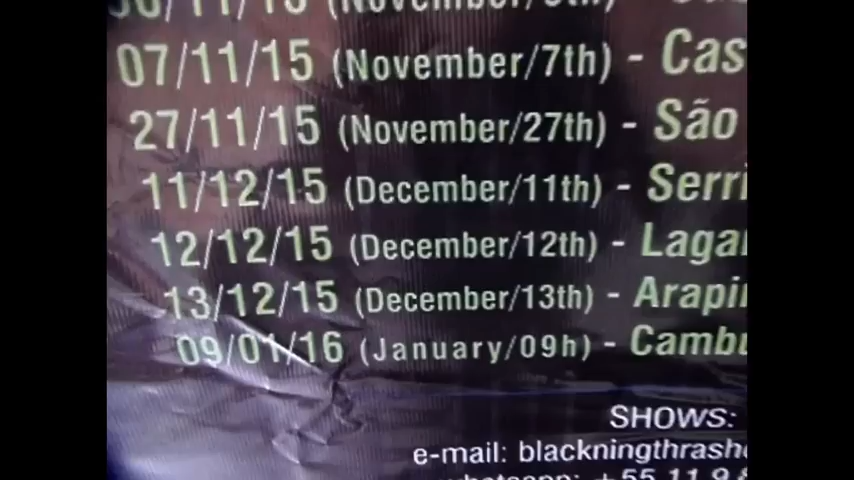 07/11/15 (November/7th) - Cas
27/11/15 (November/27th) - São
11/12/15 (December/11th) - Serri
12/12/15 (December/12th) - Lagar
13/12/15 (December/13th) - Arapi
09/01/16 (January/09h) - Cambu
SHOWS:
e-mail: blackningthrash